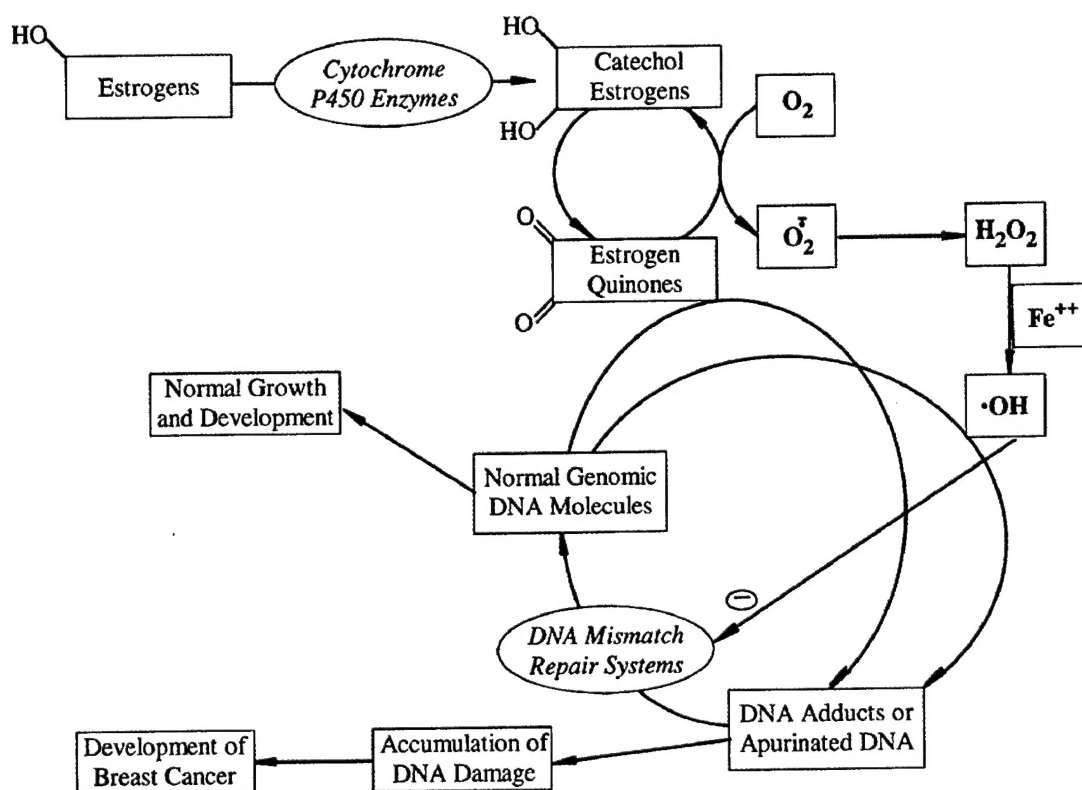 HO
Estrogens
Cytochrome
P450 Enzymes
HO
Catechol
Estrogens
HO
O₂
O
Estrogen
Quinones
O
O₂•̄
H₂O₂
Fe⁺⁺
•OH
Normal Growth
and Development
Normal Genomic
DNA Molecules
−
DNA Mismatch
Repair Systems
DNA Adducts or
Apurinated DNA
Accumulation of
DNA Damage
Development of
Breast Cancer